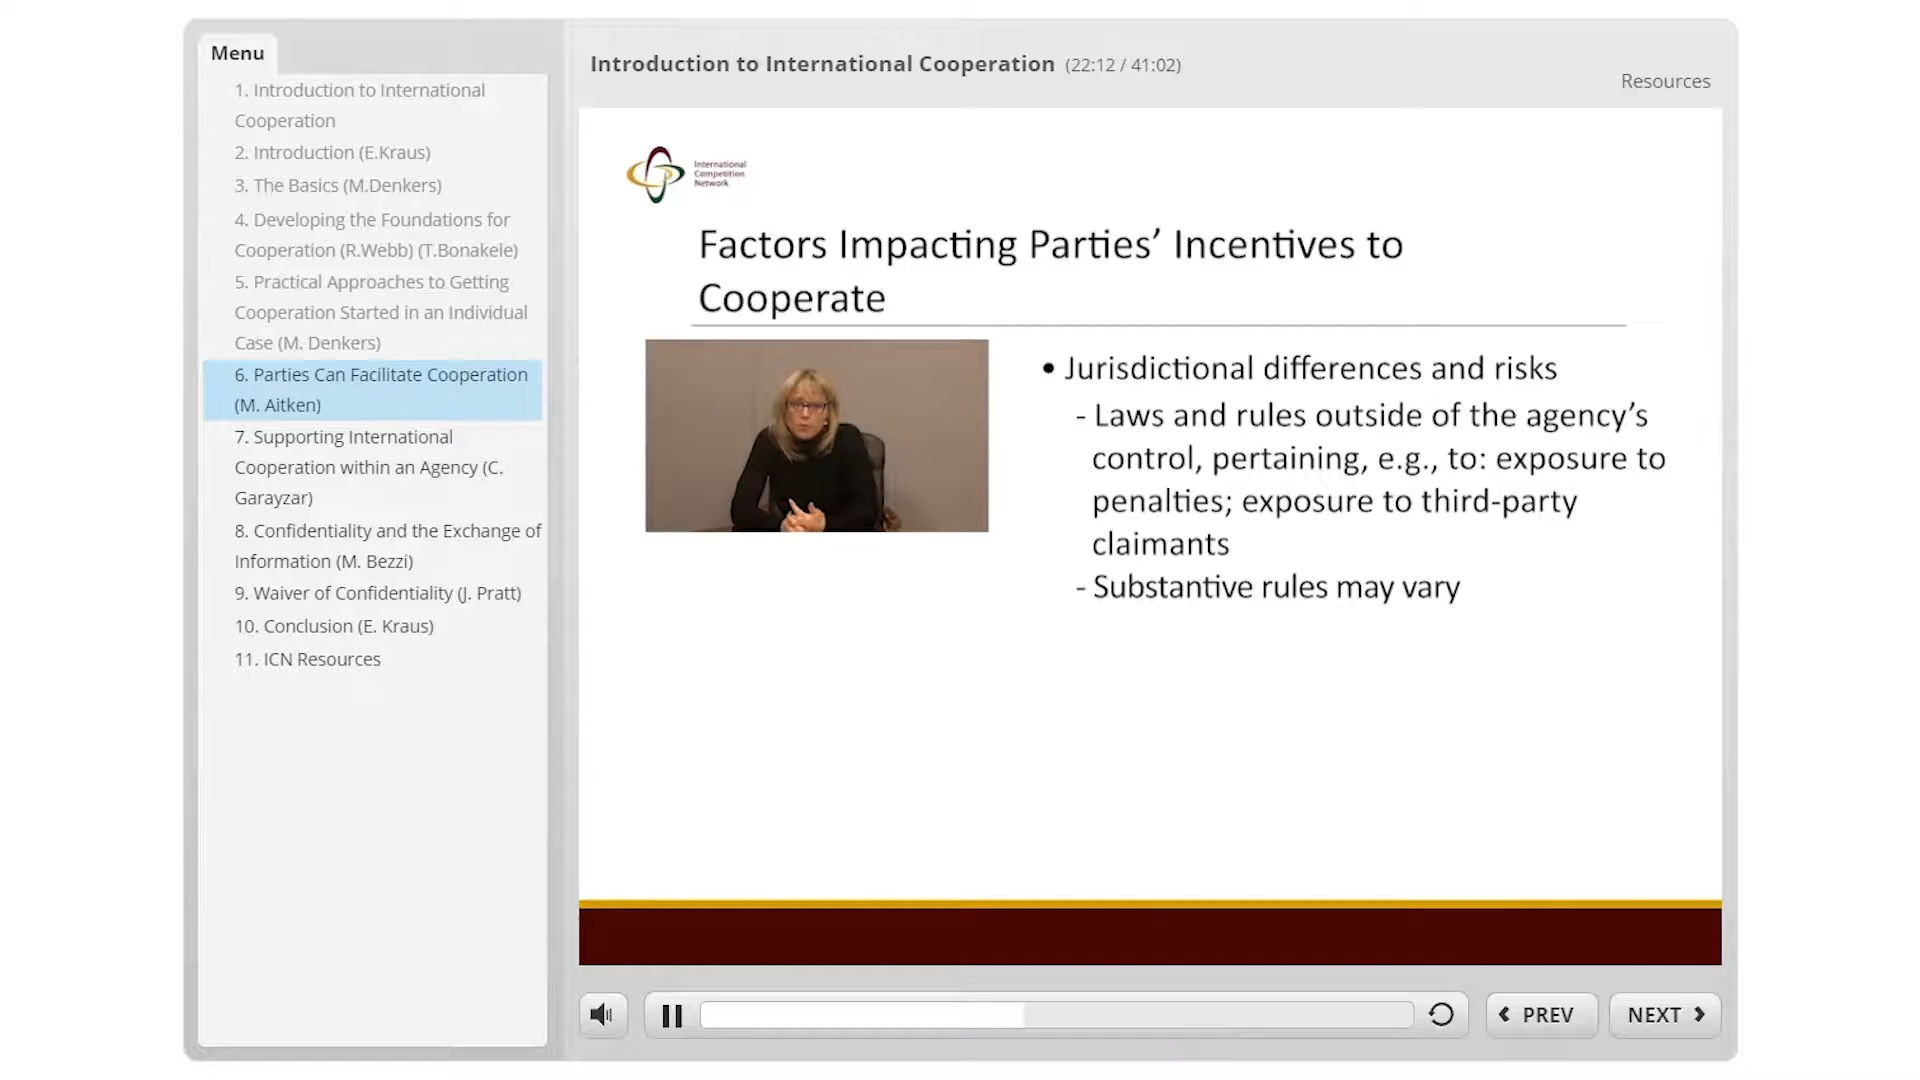 Menu
1. Introduction to International
Cooperation
2. Introduction (E.Kraus)
3. The Basics (M.Denkers)
4. Developing the Foundations for
Cooperation (R.Webb) (T.Bonakele)
5. Practical Approaches to Getting
Cooperation Started in an Individual
Case (M. Denkers)
6. Parties Can Facilitate Cooperation
(M. Aitken)
7. Supporting International
Cooperation within an Agency (C.
Garayzar)
8. Confidentiality and the Exchange of
Information (M. Bezzi)
9. Waiver of Confidentiality (J. Pratt)
10. Conclusion (E. Kraus)
11. ICN Resources
Introduction to International Cooperation (22:12 / 41:02)
Resources
International
Competition
Network
Factors Impacting Parties’ Incentives to
Cooperate
• Jurisdictional differences and risks
- Laws and rules outside of the agency’s
control, pertaining, e.g., to: exposure to
penalties; exposure to third-party
claimants
- Substantive rules may vary
PREV
NEXT